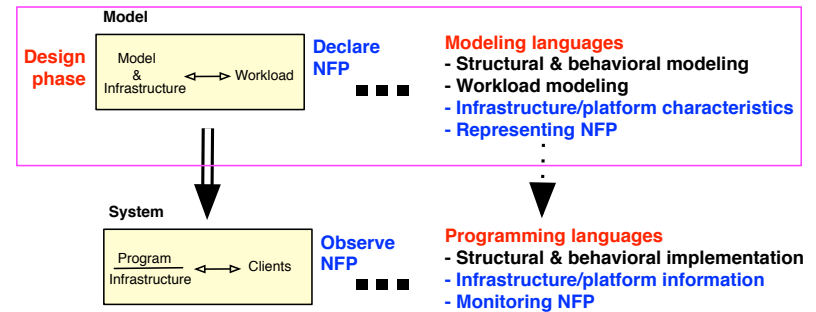 Model
Design
phase
Model
&
Infrastructure
Workload
Declare
NFP
Modeling languages
- Structural & behavioral modeling
- Workload modeling
- Infrastructure/platform characteristics
- Representing NFP
System
Program
Infrastructure
Clients
Observe
NFP
Programming languages
- Structural & behavioral implementation
- Infrastructure/platform information
- Monitoring NFP